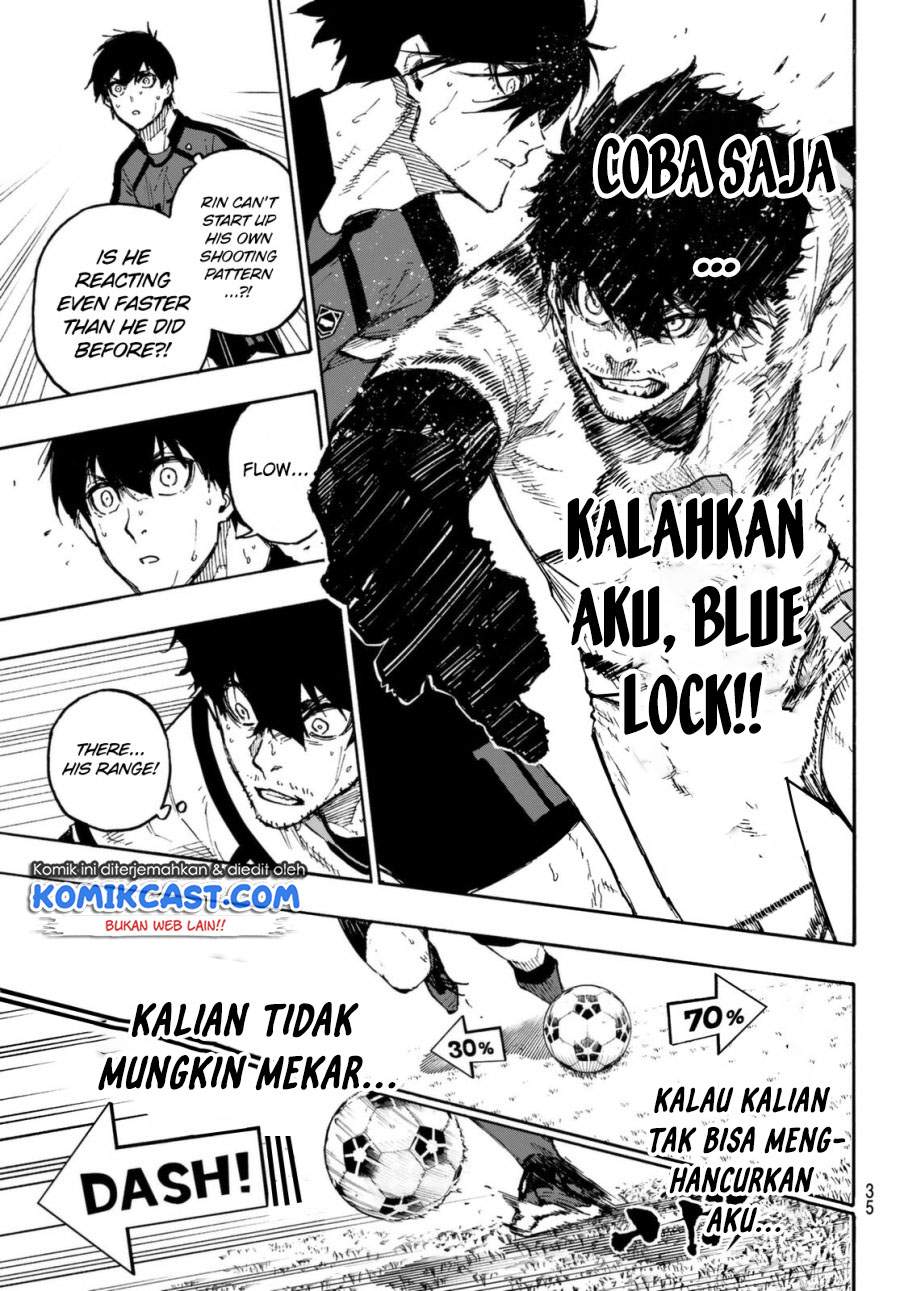 COBA SAJA
...
KALAHKAN
AKU, BLUE
LOCK!!
RIN CAN'T
START UP
HIS OWN
SHOOTING
PATTERN
...?!
IS HE
REACTING
EVEN FASTER
THAN HE DID
BEFORE?!
FLOW...
THERE...
HIS RANGE!
Komik ini diterjemahkan & diedit oleh
KOMIKCAST.COM
BUKAN WEB LAIN!!
70%
30%
KALAU KALIAN
TAK BISA MENG-
HANCURKAN
AKU...
KALIAN TIDAK
MUNGKIN MEKAR...
DASH!
35